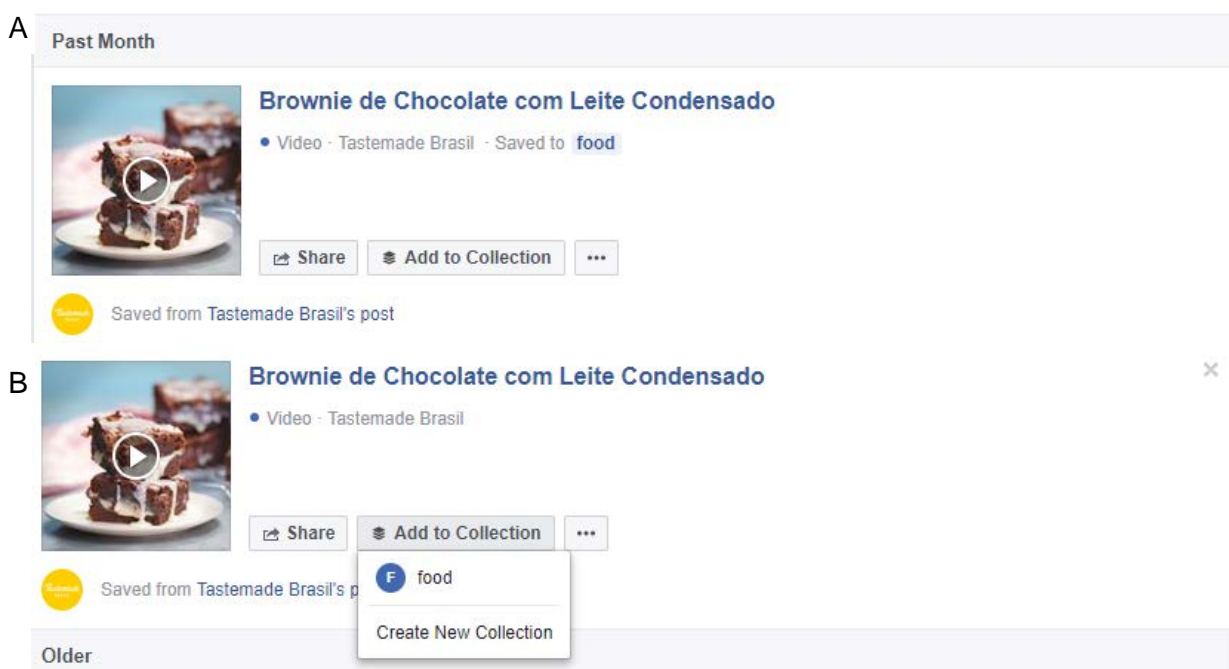 A
Past Month
Brownie de Chocolate com Leite Condensado
Video · Tastemade Brasil · Saved to food
Share Add to Collection
Saved from Tastemade Brasil's post
B
Brownie de Chocolate com Leite Condensado
Video · Tastemade Brasil
Share Add to Collection
F food
Saved from Tastemade Brasil's p
Create New Collection
Older